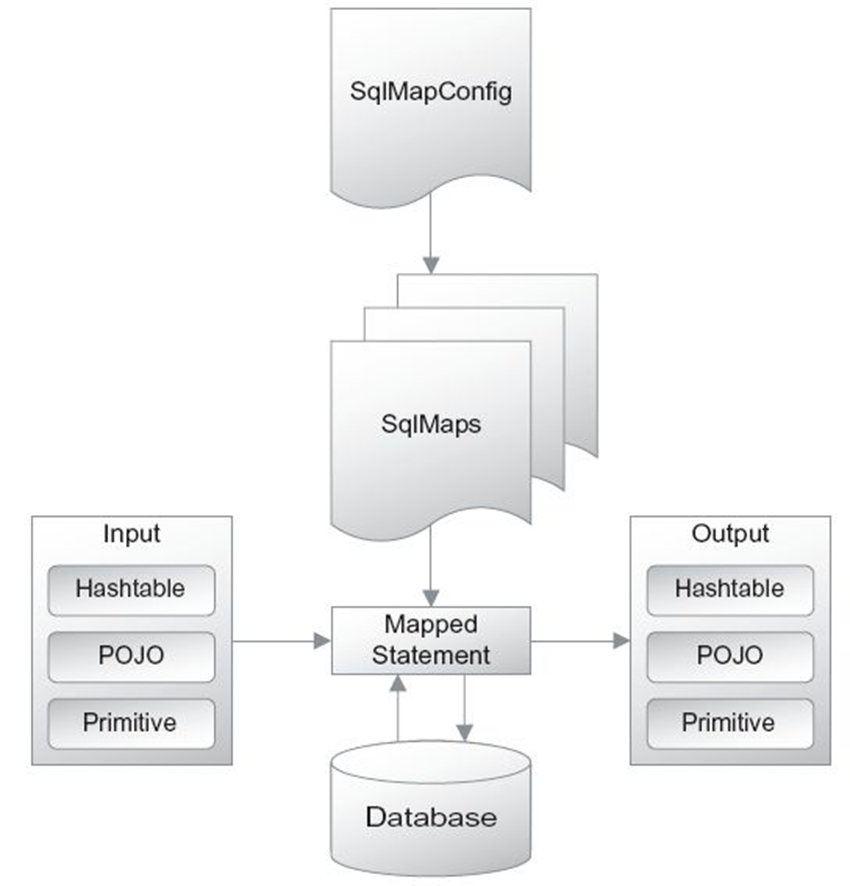 SqlMapConfig
SqlMaps
Input
Hashtable
POJO
Primitive
Mapped
Statement
Output
Hashtable
POJO
Primitive
Database